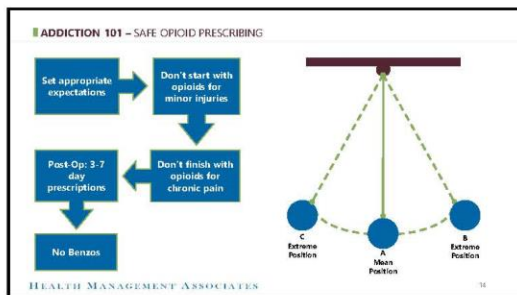 ADDICTION 101 – SAFE OPIOID PRESCRIBING
Set appropriate
expectations
Don't start with
opioids for
minor injuries
Don't finish with
opioids for
chronic pain
Post-Op: 3-7
day
prescriptions
No Benzos
C
Extreme
Position
A
Mean
Position
B
Extreme
Position
HEALTH MANAGEMENT ASSOCIATES